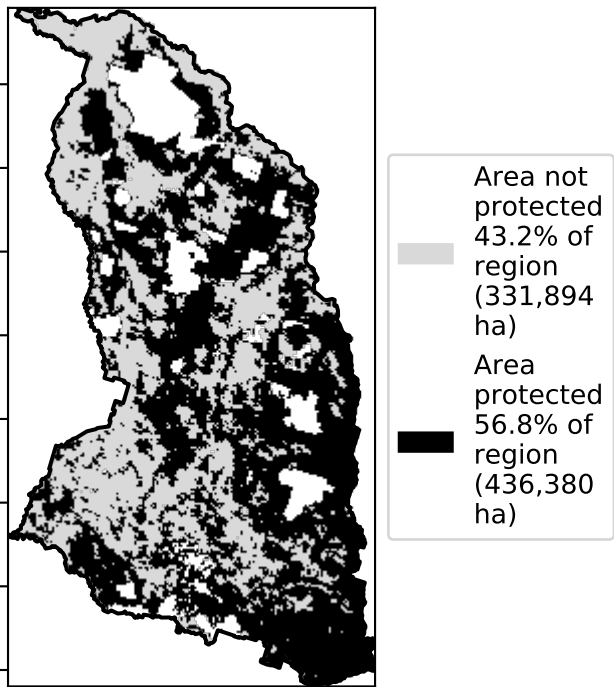 Area not
protected
43.2% of
region
(331,894
ha)
Area
protected
56.8% of
region
(436,380
ha)